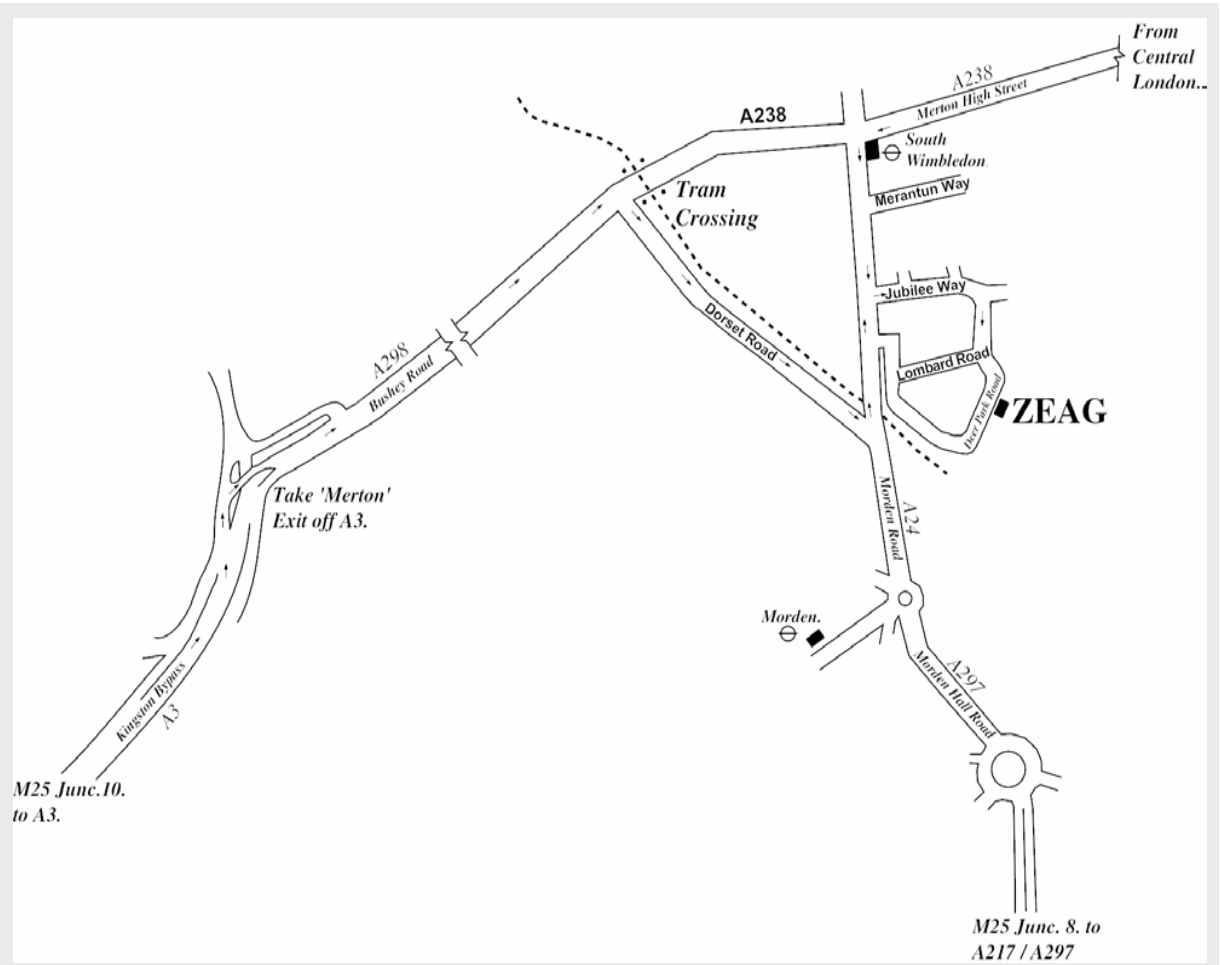 From
Central
London..
A238
Merton High Street
A238
South
Wimbledon.
Merantun Way
Tram
Crossing
Jubilee Way
Dorset Road
A298
Bushey Road
Lombard Road
Deer Park Road
ZEAG
Take 'Merton'
Exit off A3.
Morden Road
A24
Morden.
A297
Morden Hall Road
Kingston Bypass
A3
M25 Junc.10.
to A3.
M25 Junc. 8. to
A217 / A297